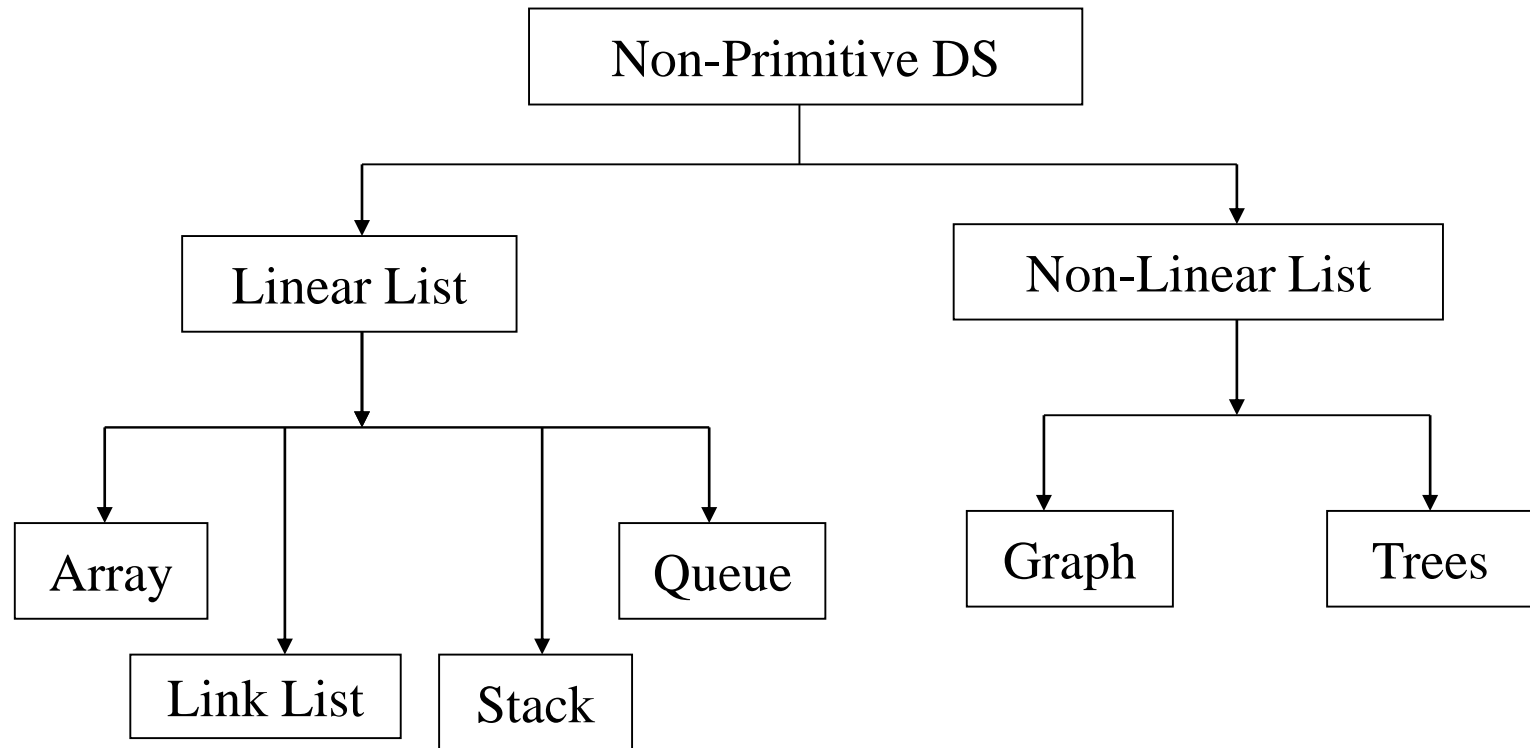 Non-Primitive DS
Linear List
Non-Linear List
Array
Queue
Graph
Trees
Link List
Stack